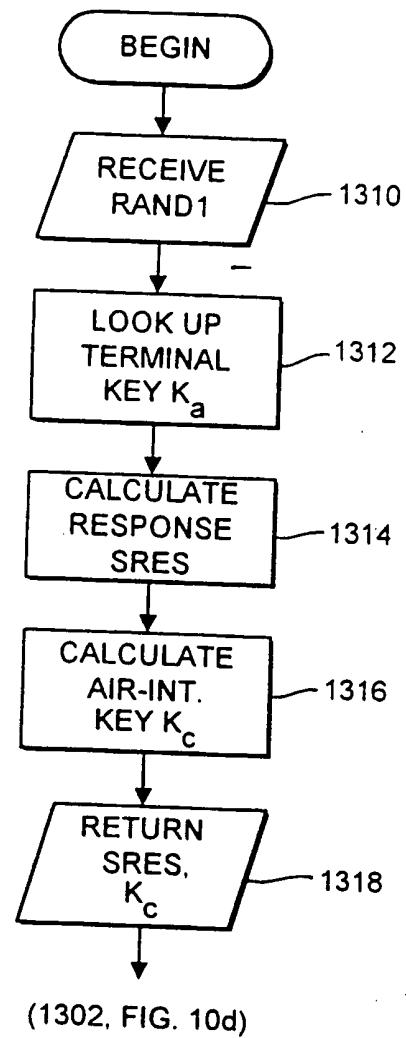 BEGIN
RECEIVE
RAND1
1310
LOOK UP
TERMINAL
KEY Ka
1312
CALCULATE
RESPONSE
SRES
1314
CALCULATE
AIR-INT.
KEY Kc
1316
RETURN
SRES,
Kc
1318
(1302, FIG. 10d)